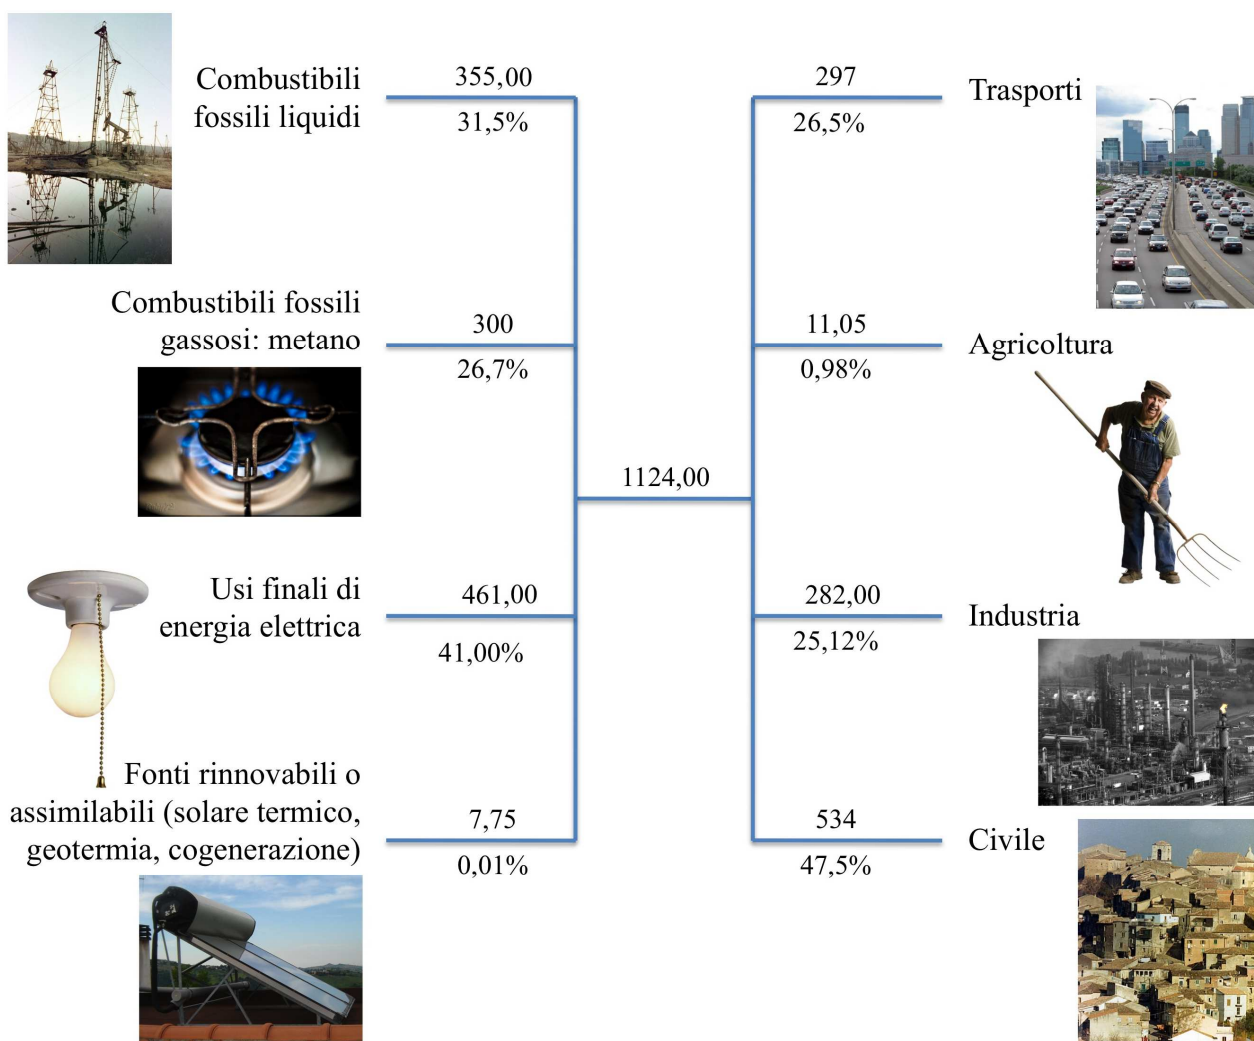 Combustibili
fossili liquidi
355,00
31,5%
Combustibili fossili
gassosi: metano
300
26,7%
Usi finali di
energia elettrica
461,00
41,00%
Fonti rinnovabili o
assimilabili (solare termico,
geotermia, cogenerazione)
7,75
0,01%
1124,00
297
26,5%
Trasporti
11,05
0,98%
Agricoltura
282,00
25,12%
Industria
534
47,5%
Civile